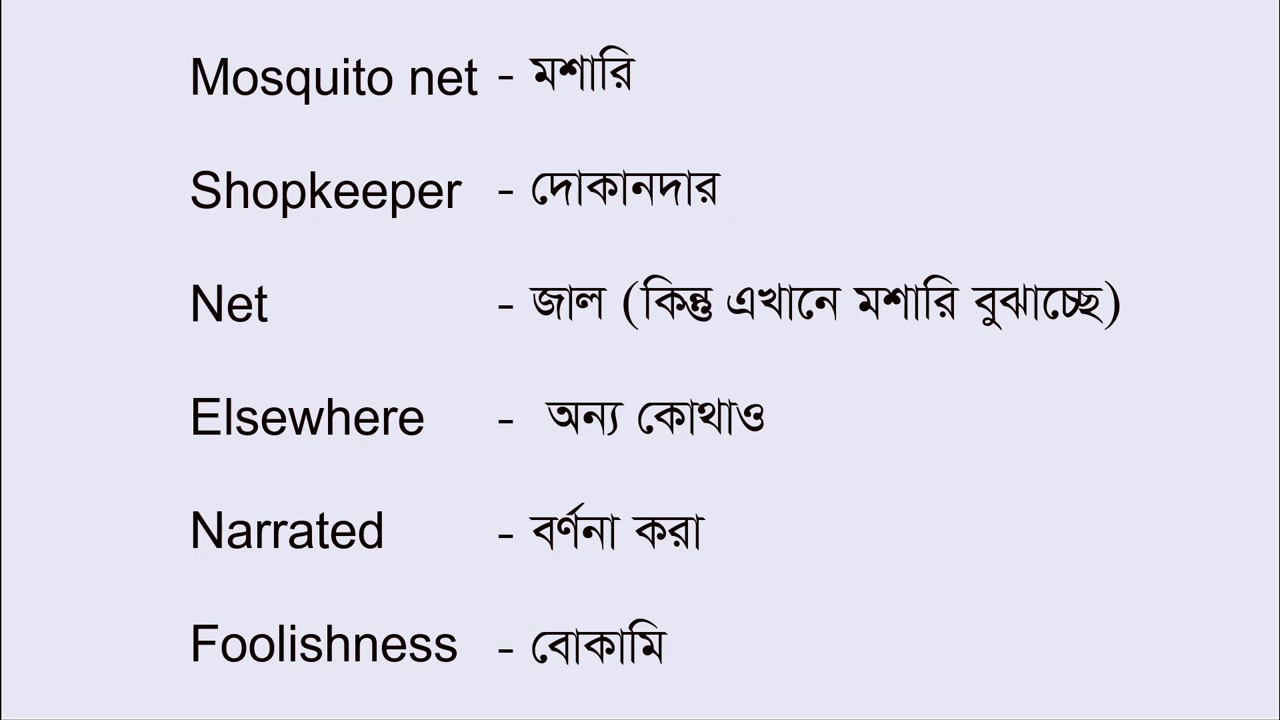 Mosquito net - মশারি
Shopkeeper - দোকানদার
Net - জাল (কিন্তু এখানে মশারি বুঝাচ্ছে)
Elsewhere - অন্য কোথাও
Narrated - বর্ণনা করা
Foolishness - বোকামি